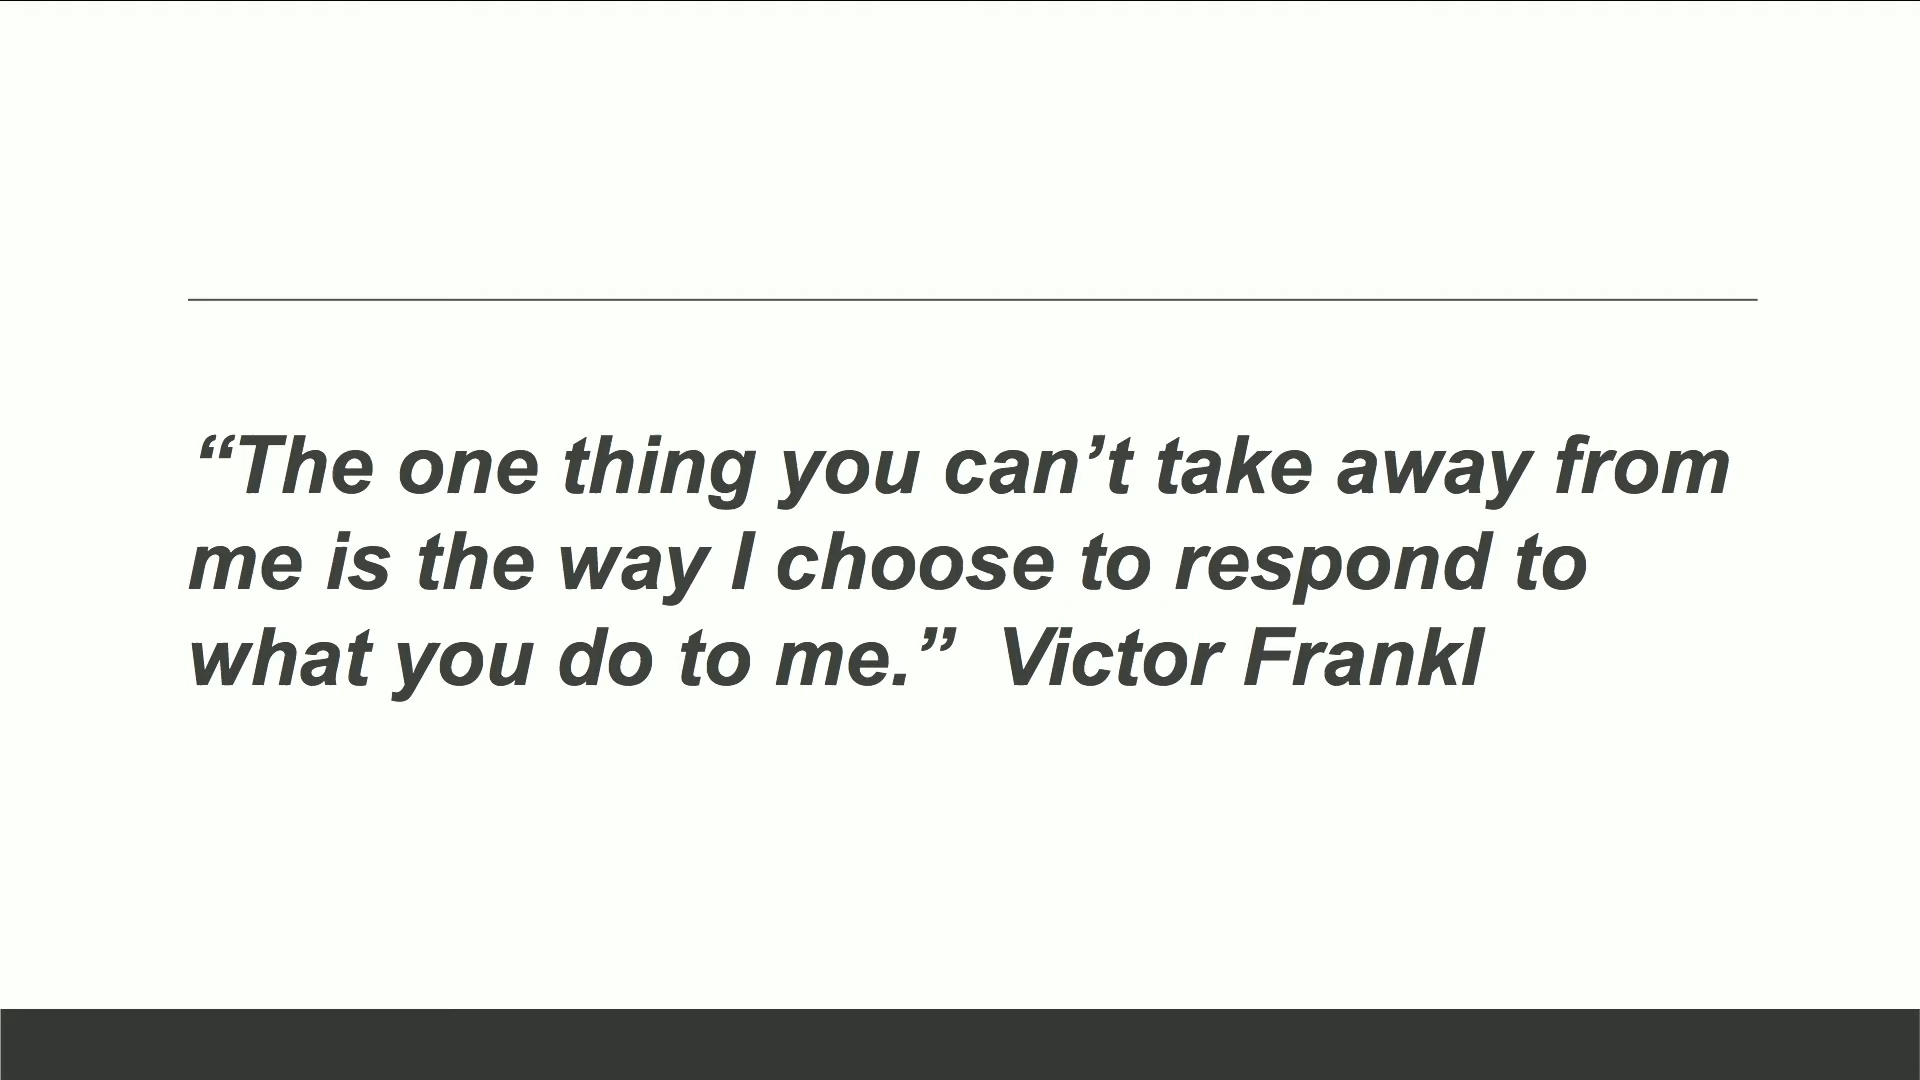 “The one thing you can’t take away from
me is the way I choose to respond to
what you do to me.”  Victor Frankl